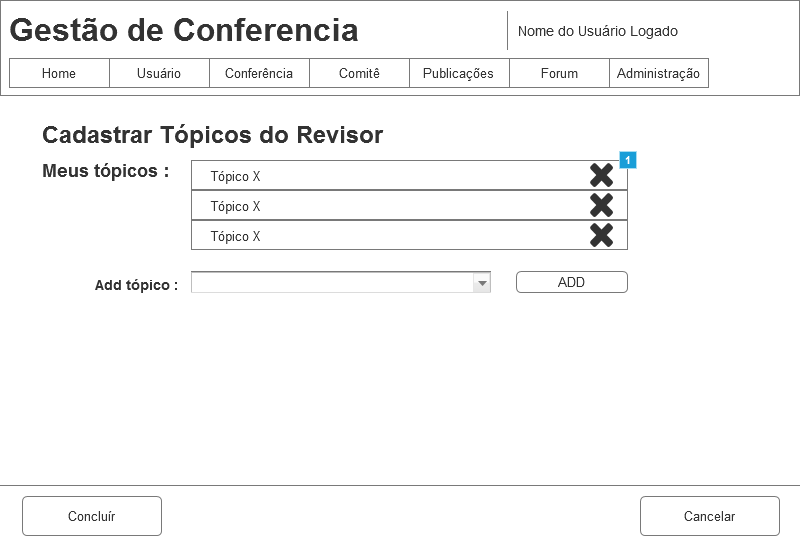 Gestão de Conferencia
Nome do Usuário Logado
Home Usuário Conferência Comitê Publicações Forum Administração
Cadastrar Tópicos do Revisor
Meus tópicos :
1
Tópico X
Tópico X
Tópico X
Add tópico :
ADD
Concluír
Cancelar